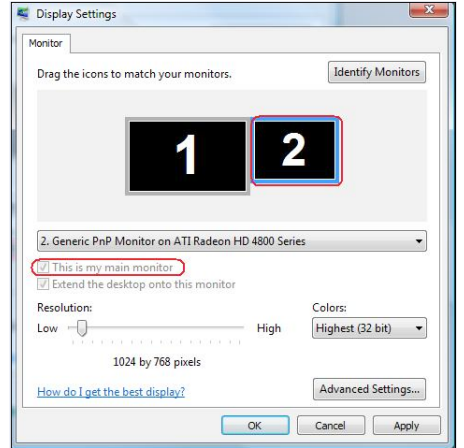 Display Settings
Monitor
Drag the icons to match your monitors.
Identify Monitors
1
2
2. Generic PnP Monitor on ATI Radeon HD 4800 Series
This is my main monitor
Extend the desktop onto this monitor
Resolution:
Colors:
Low
High
Highest (32 bit)
1024 by 768 pixels
How do I get the best display?
Advanced Settings...
OK
Cancel
Apply